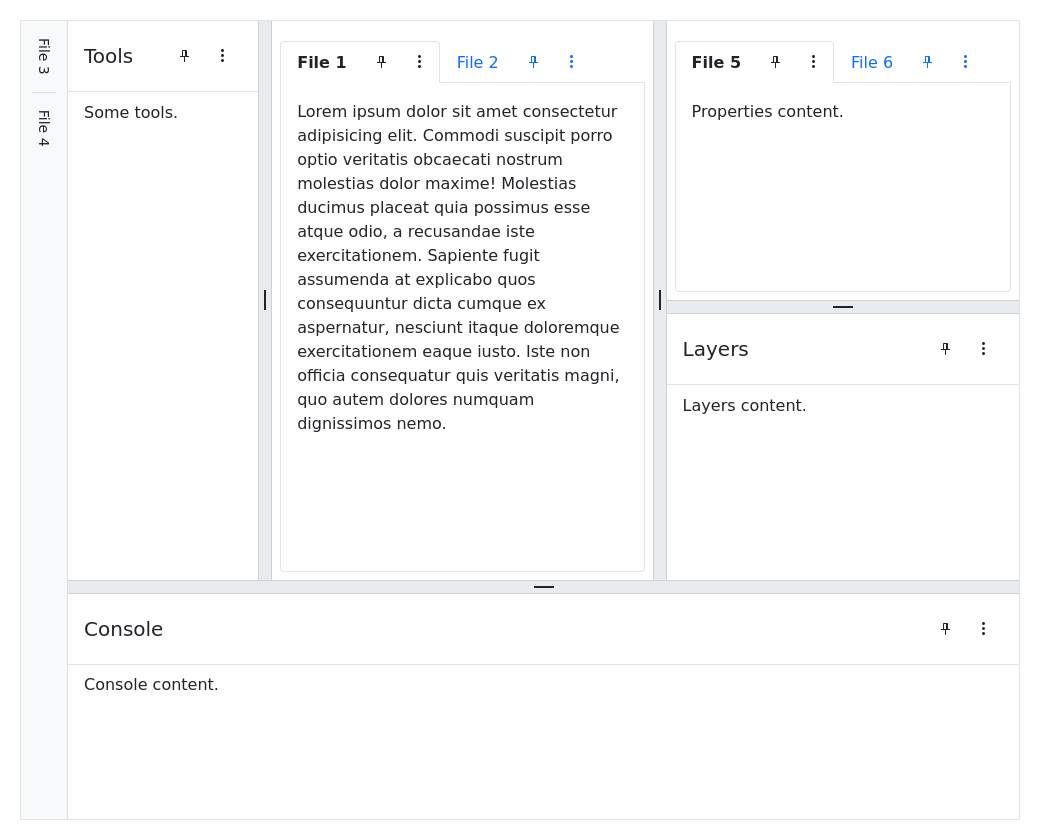 File 3
File 4
Tools
Some tools.
File 1
File 2
Lorem ipsum dolor sit amet consectetur
adipisicing elit. Commodi suscipit porro
optio veritatis obcaecati nostrum
molestias dolor maxime! Molestias
ducimus placeat quia possimus esse
atque odio, a recusandae iste
exercitationem. Sapiente fugit
assumenda at explicabo quos
consequuntur dicta cumque ex
aspernatur, nesciunt itaque doloremque
exercitationem eaque iusto. Iste non
officia consequatur quis veritatis magni,
quo autem dolores numquam
dignissimos nemo.
File 5
File 6
Properties content.
Layers
Layers content.
Console
Console content.